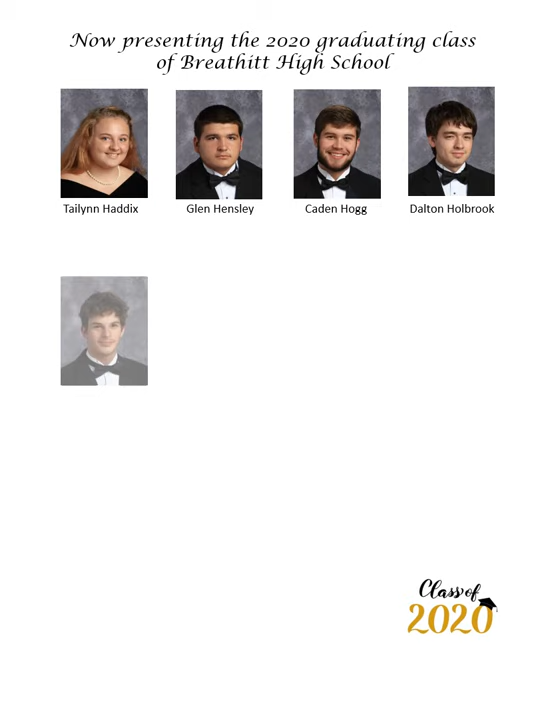 Now presenting the 2020 graduating class
of Breathitt High School
Tailynn Haddix
Glen Hensley
Caden Hogg
Dalton Holbrook
Class of
2020